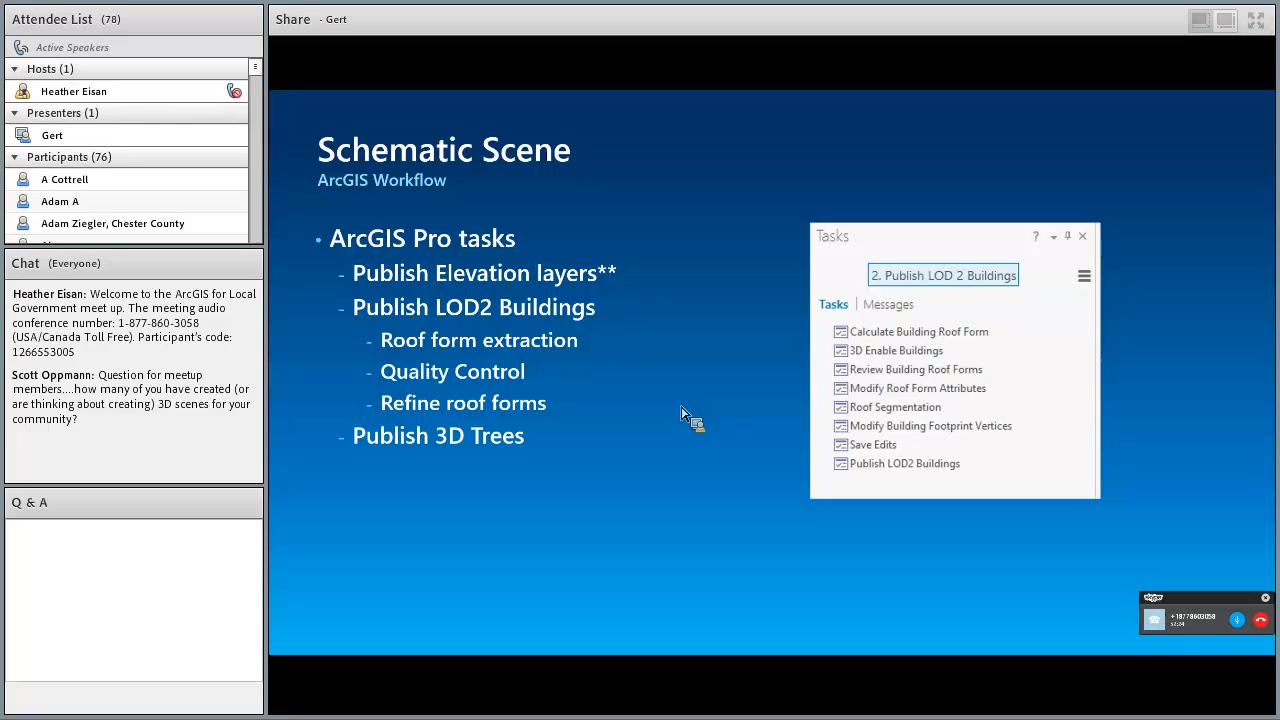 Attendee List (78)
Active Speakers
Hosts (1)
Heather Eisan
Presenters (1)
Gert
Participants (76)
A Cottrell
Adam A
Adam Ziegler, Chester County
Chat (Everyone)
Heather Eisan: Welcome to the ArcGIS for Local
Government meet up. The meeting audio
conference number: 1-877-860-3058
(USA/Canada Toll Free). Participant's code:
1266553005
Scott Oppmann: Question for meetup
members....how many of you have created (or
are thinking about creating) 3D scenes for your
community?
Q & A
Share - Gert
Schematic Scene
ArcGIS Workflow
• ArcGIS Pro tasks
- Publish Elevation layers**
- Publish LOD2 Buildings
- Roof form extraction
- Quality Control
- Refine roof forms
- Publish 3D Trees
Tasks
2. Publish LOD 2 Buildings
Tasks | Messages
Calculate Building Roof Form
3D Enable Buildings
Review Building Roof Forms
Modify Roof Form Attributes
Roof Segmentation
Modify Building Footprint Vertices
Save Edits
Publish LOD2 Buildings
skype
+18778603058